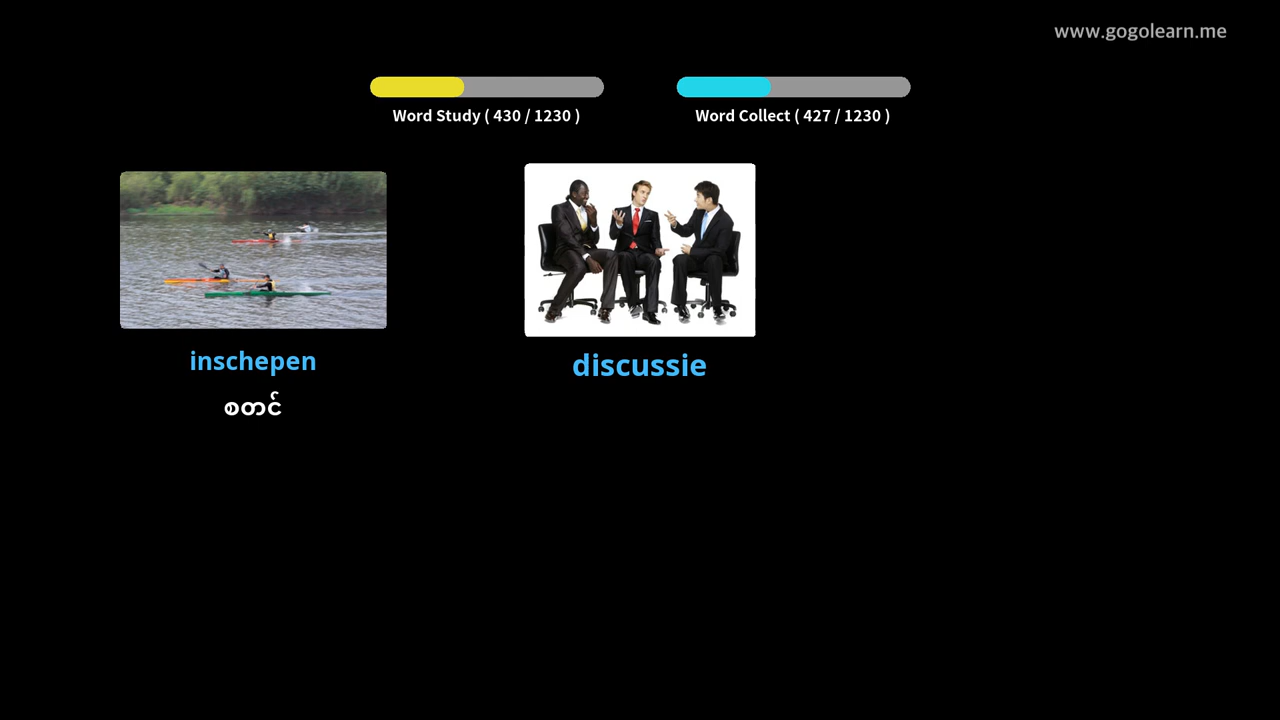 www.gogolearn.me
Word Study ( 430 / 1230 )
Word Collect ( 427 / 1230 )
inschepen
စတင်
discussie